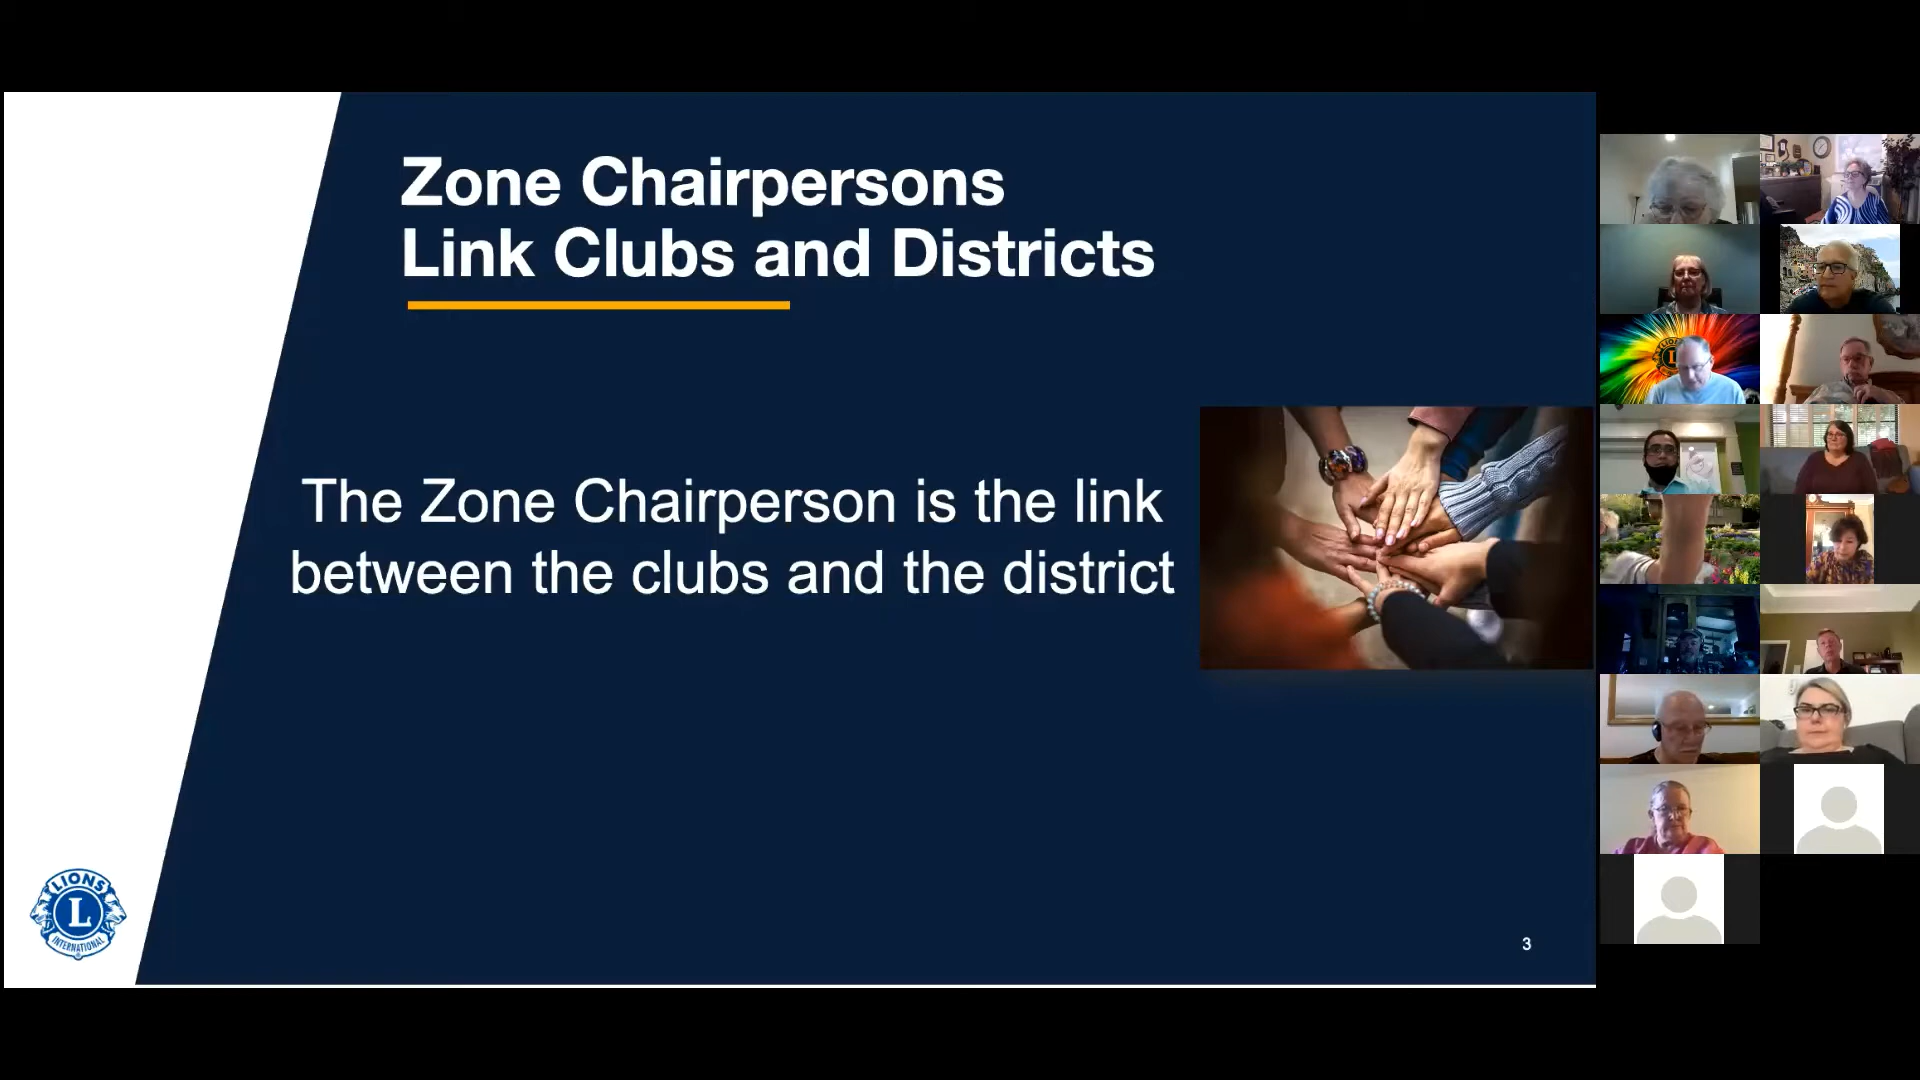 Zone Chairpersons
Link Clubs and Districts
The Zone Chairperson is the link
between the clubs and the district
LIONS
L
INTERNATIONAL
®
3
LIONS
L